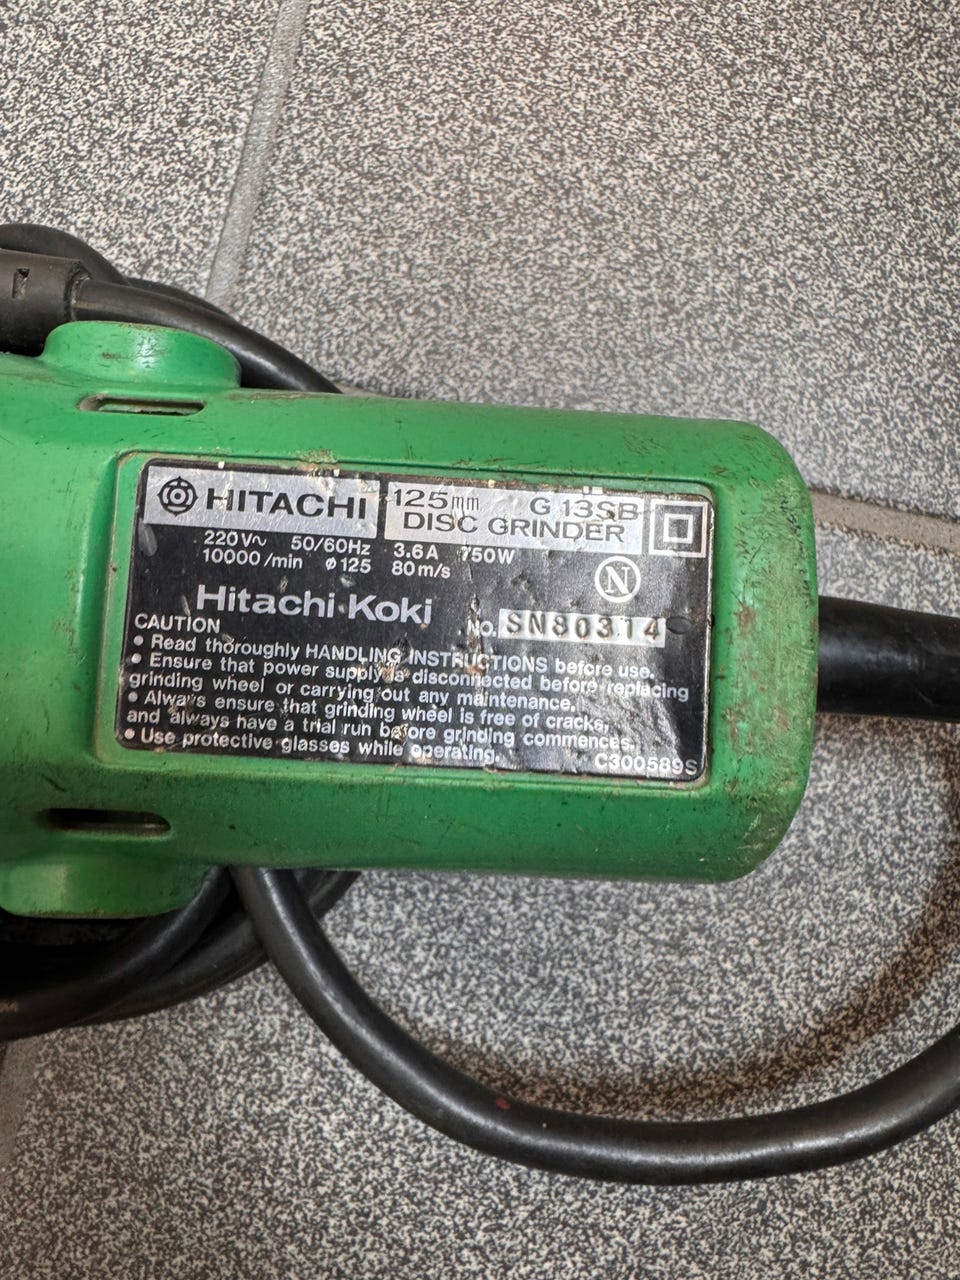 HITACHI
125mm G 13SB
DISC GRINDER
220V∿ 50/60Hz 3.6A 750W
10000/min ø125 80m/s
N
Hitachi Koki
NO. SN80314
CAUTION
• Read thoroughly HANDLING INSTRUCTIONS before use.
• Ensure that power supply is disconnected before replacing
grinding wheel or carrying out any maintenance.
• Always ensure that grinding wheel is free of cracks,
and always have a trial run before grinding commences.
• Use protective glasses while operating.
C300589S